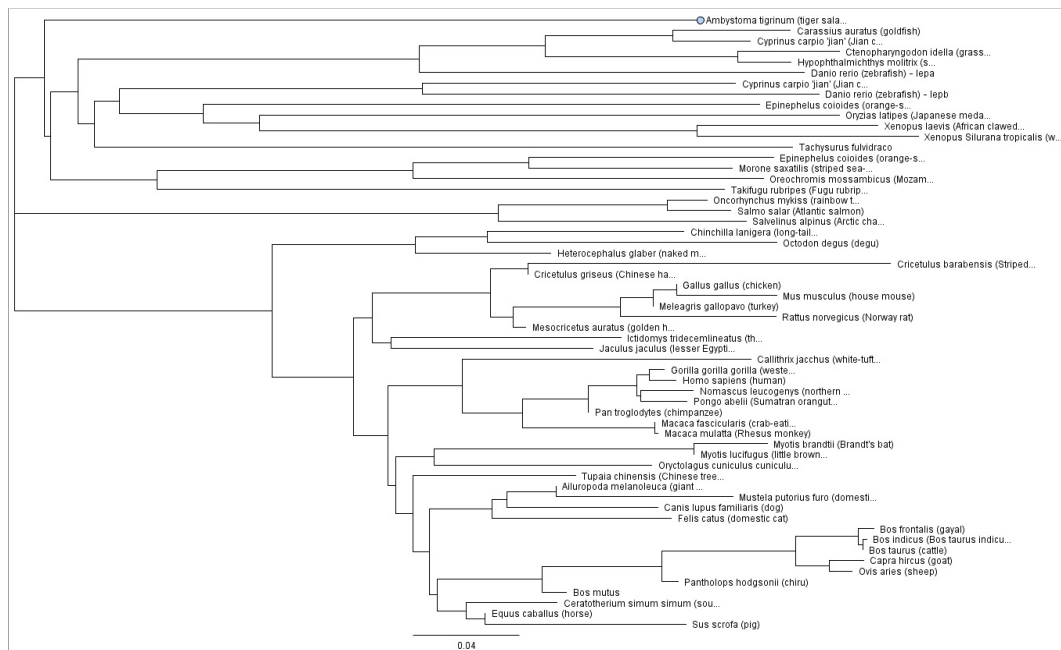 Ambystoma tigrinum (tiger sala...
Carassius auratus (goldfish)
Cyprinus carpio 'jian' (Jian c...
Ctenopharyngodon idella (grass...
Hypophthalmichthys molitrix (s...
Danio rerio (zebrafish) - lepa
Cyprinus carpio 'jian' (Jian c...
Danio rerio (zebrafish) - lepb
Epinephelus coioides (orange-s...
Oryzias latipes (Japanese meda...
Xenopus laevis (African clawed...
Xenopus Silurana tropicalis (w...
Tachysurus fulvidraco
Epinephelus coioides (orange-s...
Morone saxatilis (striped sea-...
Oreochromis mossambicus (Mozam...
Takifugu rubripes (Fugu rubrip...
Oncorhynchus mykiss (rainbow t...
Salmo salar (Atlantic salmon)
Salvelinus alpinus (Arctic cha...
Chinchilla lanigera (long-tail...
Octodon degus (degu)
Heterocephalus glaber (naked m...
Cricetulus barabensis (Striped...
Cricetulus griseus (Chinese ha...
Gallus gallus (chicken)
Mus musculus (house mouse)
Meleagris gallopavo (turkey)
Rattus norvegicus (Norway rat)
Mesocricetus auratus (golden h...
Ictidomys tridecemlineatus (th...
Jaculus jaculus (lesser Egypti...
Callithrix jacchus (white-tuft...
Gorilla gorilla gorilla (weste...
Homo sapiens (human)
Nomascus leucogenys (northern ...
Pongo abelii (Sumatran orangut...
Pan troglodytes (chimpanzee)
Macaca fascicularis (crab-eati...
Macaca mulatta (Rhesus monkey)
Myotis brandtii (Brandt's bat)
Myotis lucifugus (little brown...
Oryctolagus cuniculus cuniculu...
Tupaia chinensis (Chinese tree...
Ailuropoda melanoleuca (giant ...
Mustela putorius furo (domesti...
Canis lupus familiaris (dog)
Felis catus (domestic cat)
Bos frontalis (gayal)
Bos indicus (Bos taurus indicu...
Bos taurus (cattle)
Capra hircus (goat)
Ovis aries (sheep)
Pantholops hodgsonii (chiru)
Bos mutus
Ceratotherium simum simum (sou...
Equus caballus (horse)
Sus scrofa (pig)
0.04